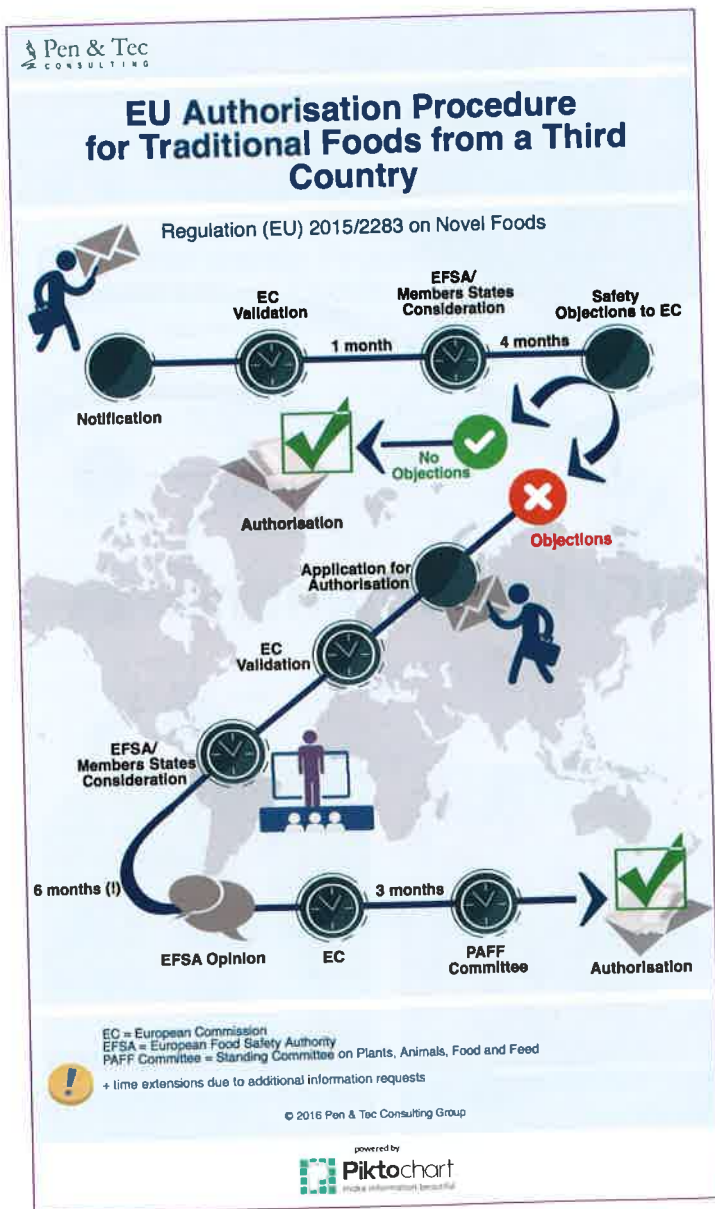 Pen & Tec
CONSULTING
EU Authorisation Procedure
for Traditional Foods from a Third
Country
Regulation (EU) 2015/2283 on Novel Foods
EC
Validation
EFSA/
Members States
Consideration
Safety
Objections to EC
1 month
4 months
Notification
No
Objections
Authorisation
Objections
Application for
Authorisation
EC
Validation
EFSA/
Members States
Consideration
6 months (!)
3 months
EFSA Opinion
EC
PAFF
Committee
Authorisation
EC = European Commission
EFSA = European Food Safety Authority
PAFF Committee = Standing Committee on Plants, Animals, Food and Feed
! + time extensions due to additional information requests
© 2016 Pen & Tec Consulting Group
powered by
Piktochart
make information beautiful